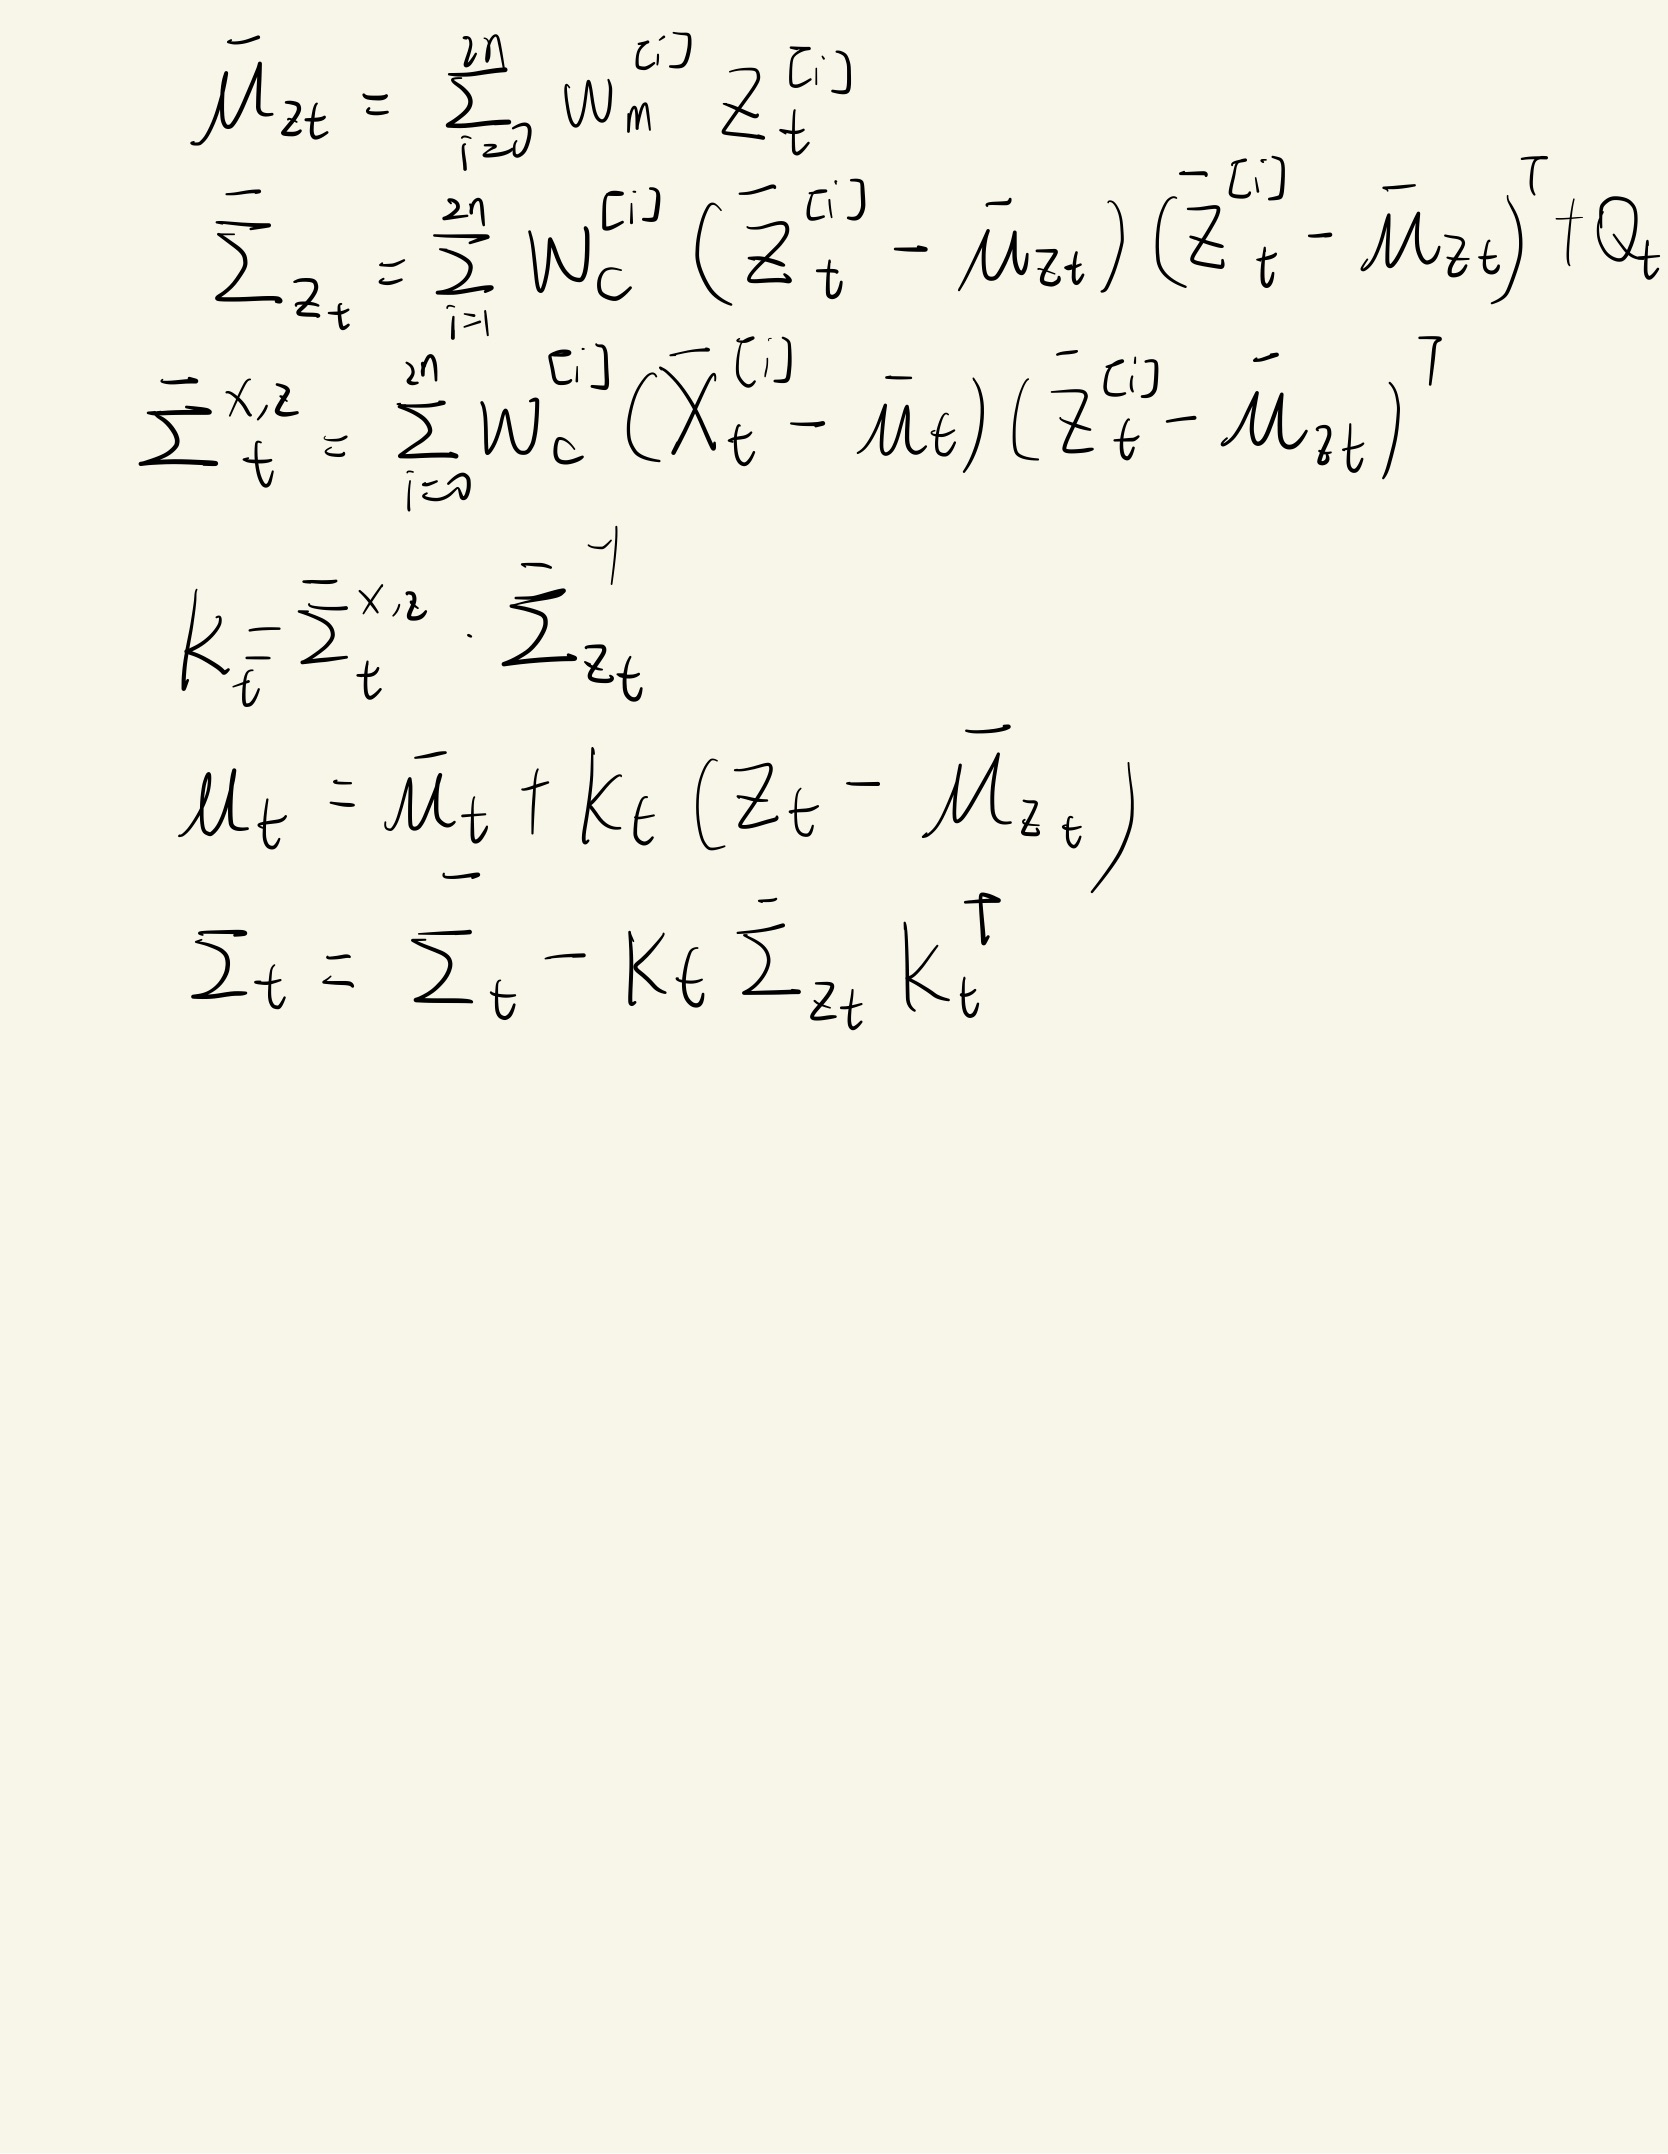 $\bar{\mu}_{zt} = \sum_{i=0}^{2n} w_m^{[i]} z_t^{[i]}$
$\bar{\Sigma}_{z_t} = \sum_{i=1}^{2n} w_c^{[i]} (\bar{z}_t^{[i]} - \bar{\mu}_{zt}) (\bar{z}_t^{[i]} - \bar{\mu}_{zt})^T + Q_t$
$\bar{\Sigma}_t^{x,z} = \sum_{i=0}^{2n} w_c^{[i]} (\bar{X}_t^{[i]} - \bar{\mu}_t) (\bar{z}_t^{[i]} - \bar{\mu}_{zt})^T$
$k_t = \bar{\Sigma}_t^{x,z} \cdot \bar{\Sigma}_{zt}^{-1}$
$\mu_t = \bar{\mu}_t + k_t (z_t - \bar{\mu}_{z_t})$
$\Sigma_t = \bar{\Sigma}_t - k_t \bar{\Sigma}_{zt} k_t^T$